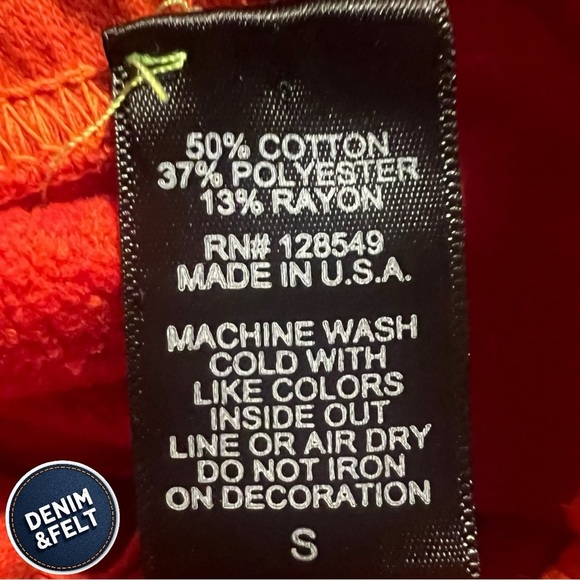 50% COTTON
37% POLYESTER
13% RAYON
RN# 128549
MADE IN U.S.A.
MACHINE WASH
COLD WITH
LIKE COLORS
INSIDE OUT
LINE OR AIR DRY
DO NOT IRON
ON DECORATION
S
DENIM
&FELT